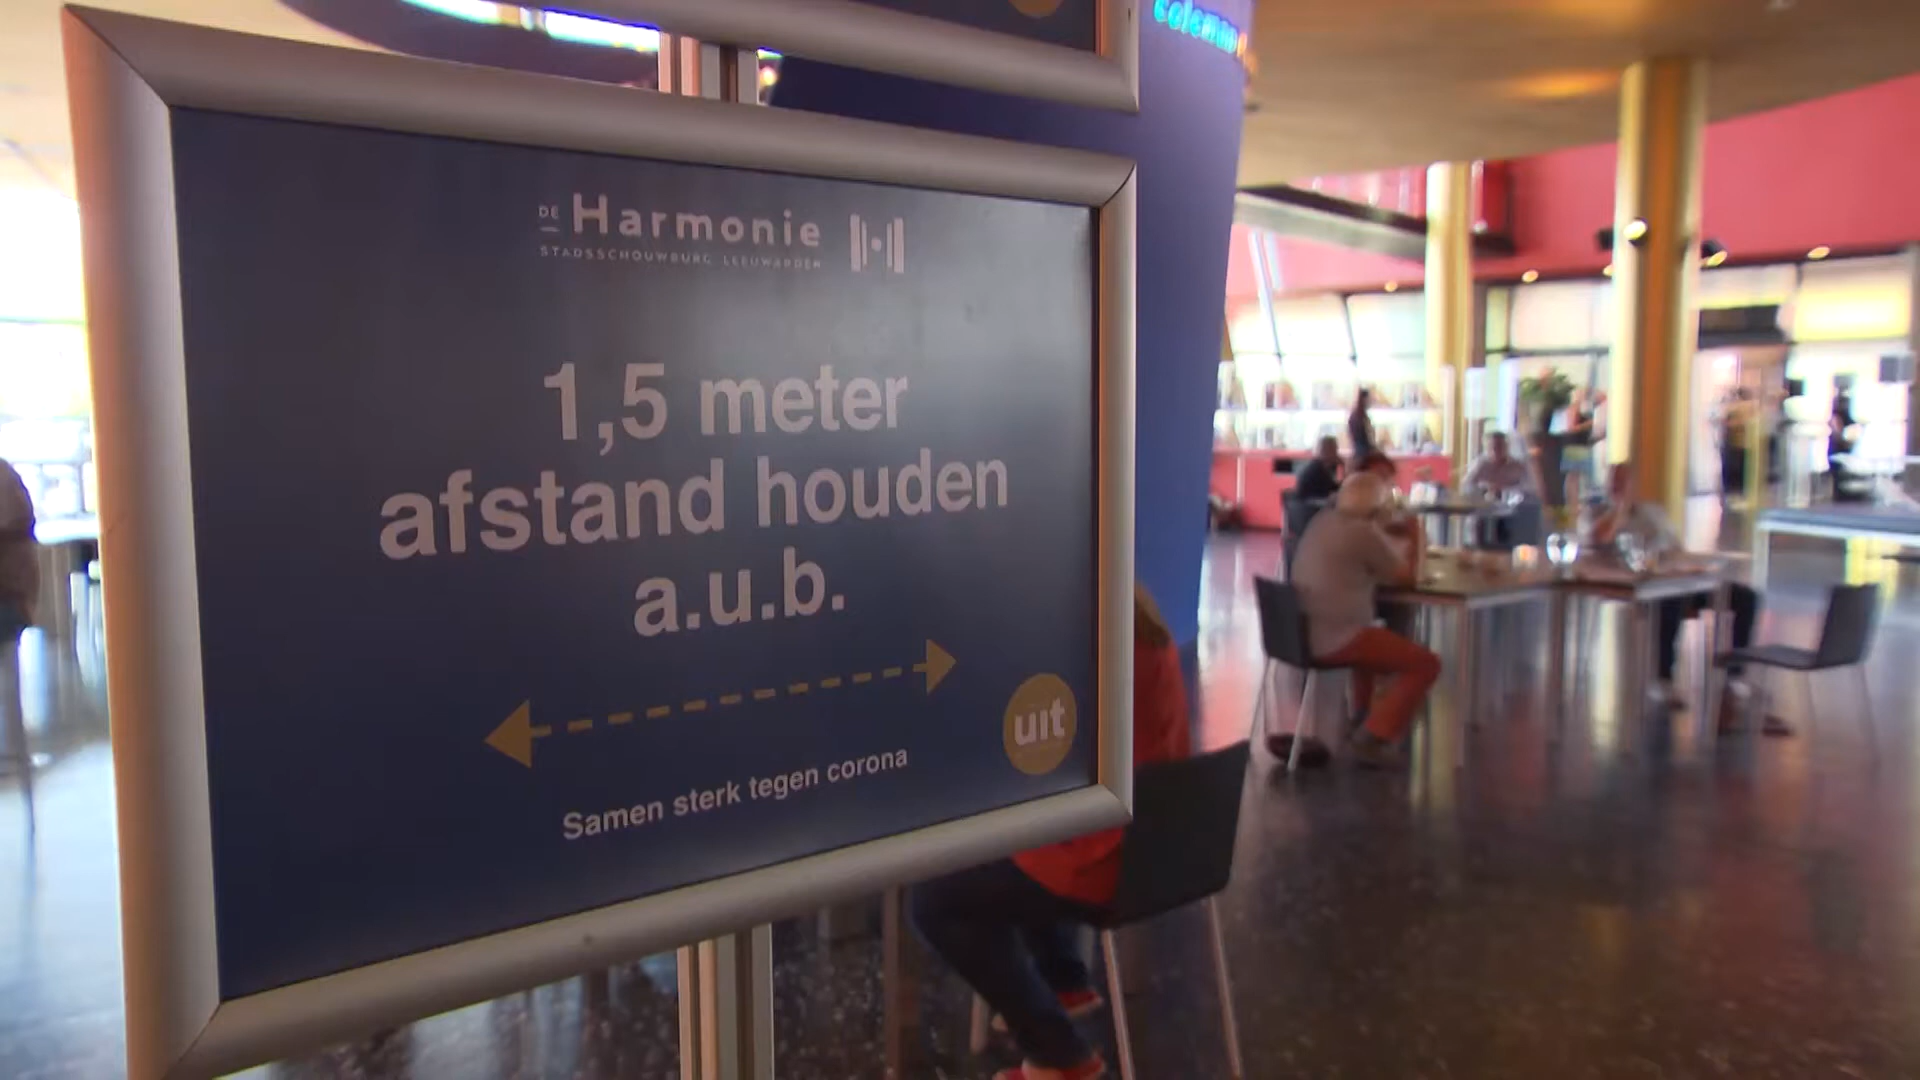 DE Harmonie
STADSSCHOUWBURG LEEUWARDEN
1,5 meter
afstand houden
a.u.b.
uit
Samen sterk tegen corona